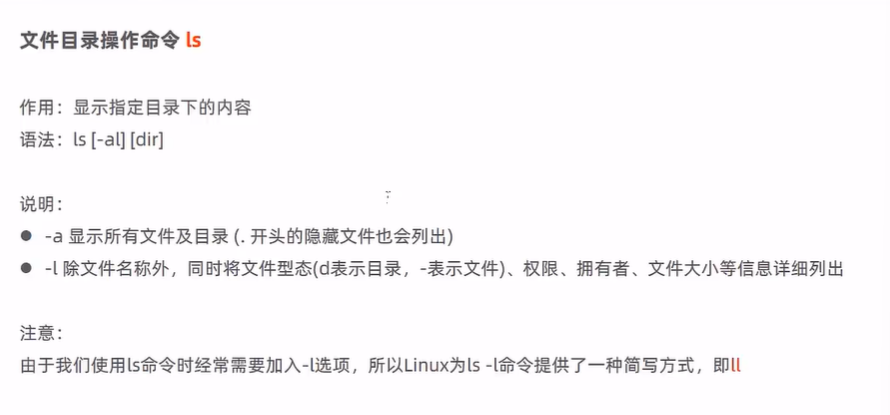 文件目录操作命令 ls
作用：显示指定目录下的内容
语法：ls [-al] [dir]
说明：
● -a 显示所有文件及目录 (. 开头的隐藏文件也会列出)
● -l 除文件名称外，同时将文件型态(d表示目录，-表示文件)、权限、拥有者、文件大小等信息详细列出
注意：
由于我们使用ls命令时经常需要加入-l选项，所以Linux为ls -l命令提供了一种简写方式，即ll